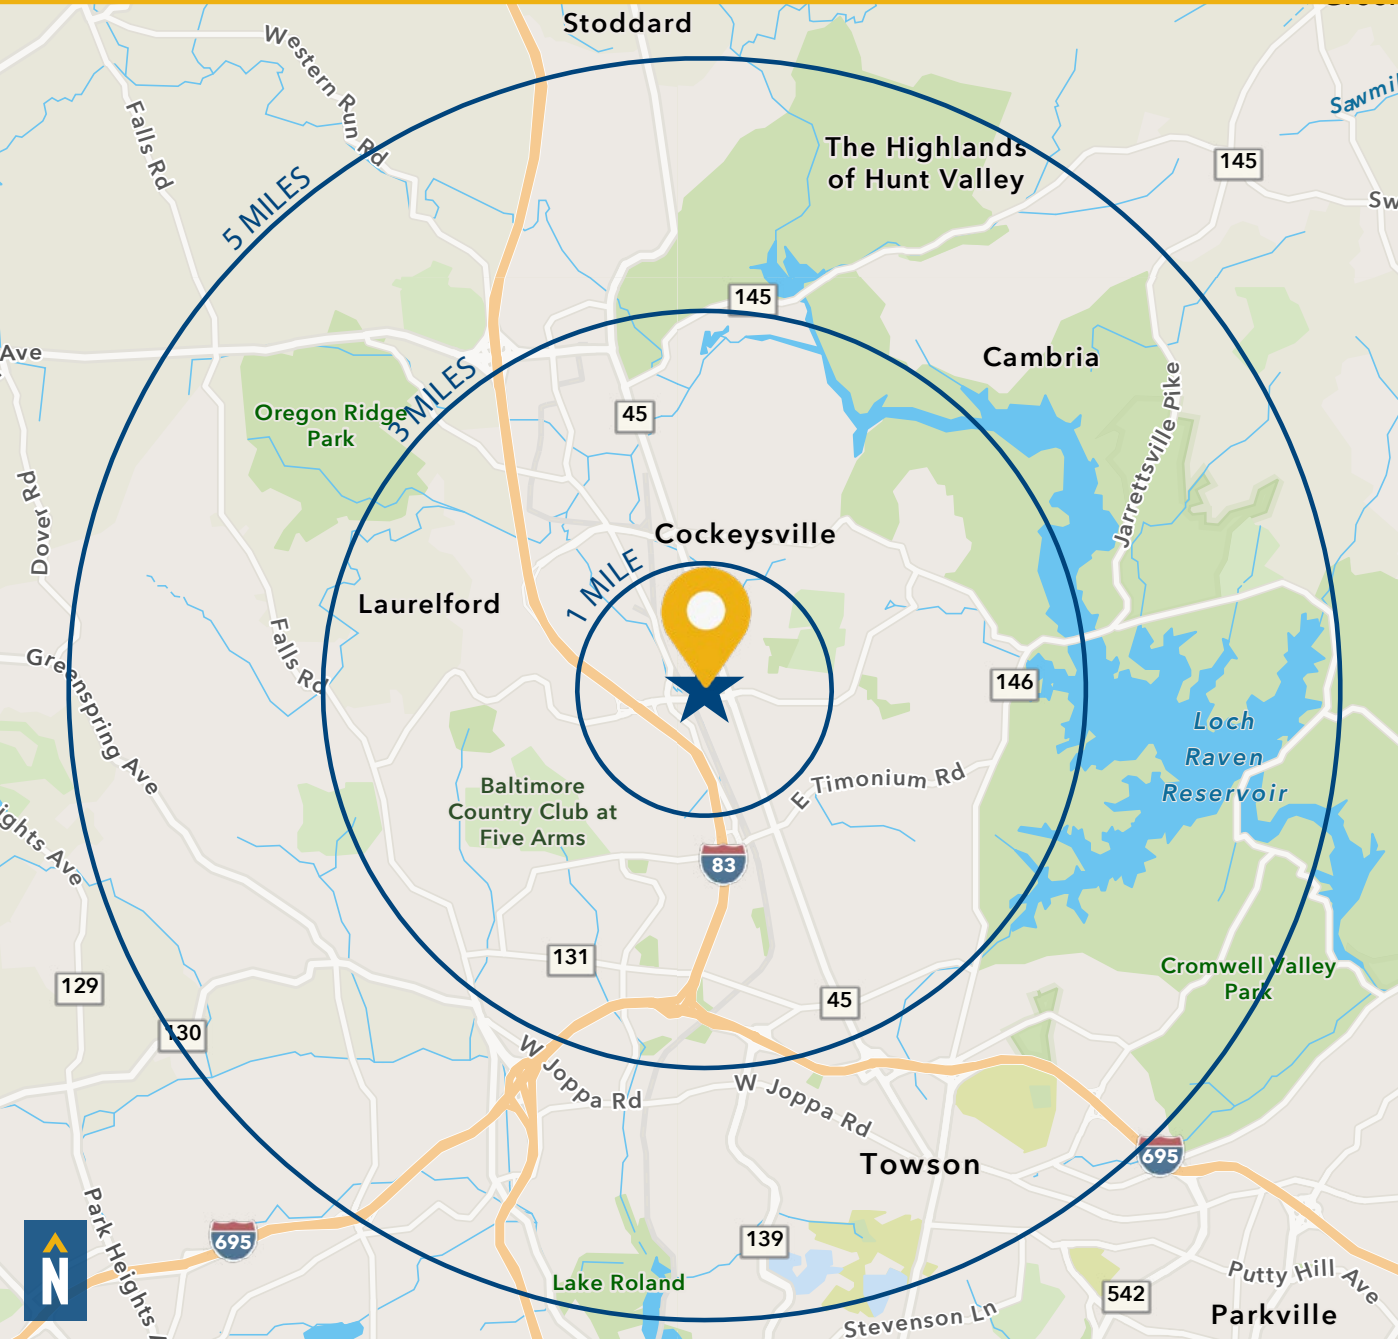 Stoddard
Western Run Rd
Falls Rd
Sawmil
The Highlands
of Hunt Valley
145
Sw
5 MILES
145
Ave
Cambria
3 MILES
Oregon Ridge
Park
45
Jarrettsville Pike
Dover Rd
Cockeysville
1 MILE
Laurelford
Falls Rd
Greenspring Ave
146
Loch
Raven
Reservoir
E Timonium Rd
Baltimore
Country Club at
Five Arms
ights Ave
83
131
129
45
Cromwell Valley
Park
130
W Joppa Rd
W Joppa Rd
Towson
695
Park Heights
695
139
Lake Roland
Putty Hill Ave
542
Stevenson Ln
Parkville
N